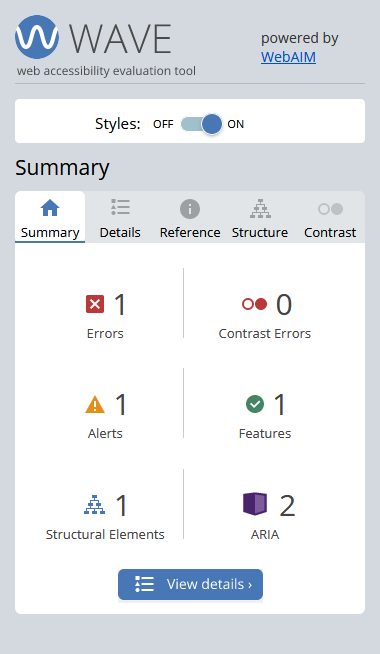 WAVE
web accessibility evaluation tool
powered by
WebAIM
Styles: OFF ON
Summary
Summary Details Reference Structure Contrast
1 0
Errors Contrast Errors
1 1
Alerts Features
1 2
Structural Elements ARIA
View details ›